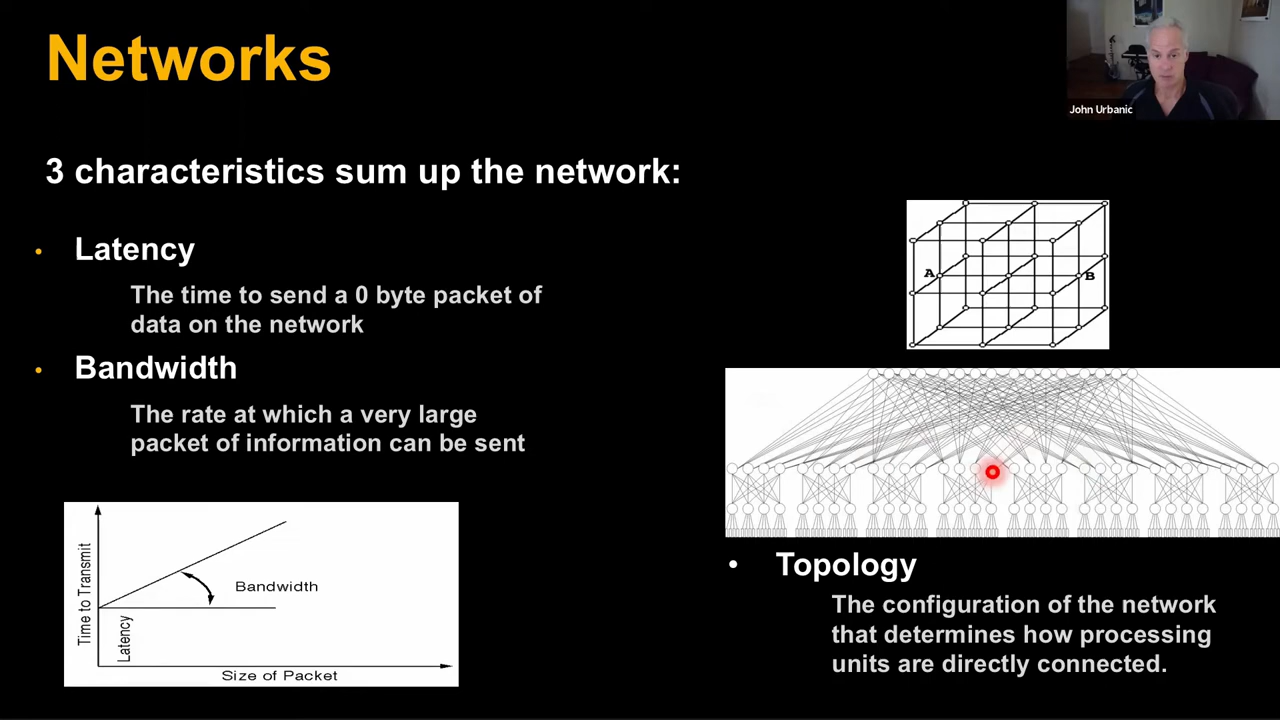 Networks
John Urbanic
3 characteristics sum up the network:
• Latency
The time to send a 0 byte packet of
data on the network
• Bandwidth
The rate at which a very large
packet of information can be sent
Time to Transmit
Latency
Bandwidth
Size of Packet
A
B
• Topology
The configuration of the network
that determines how processing
units are directly connected.